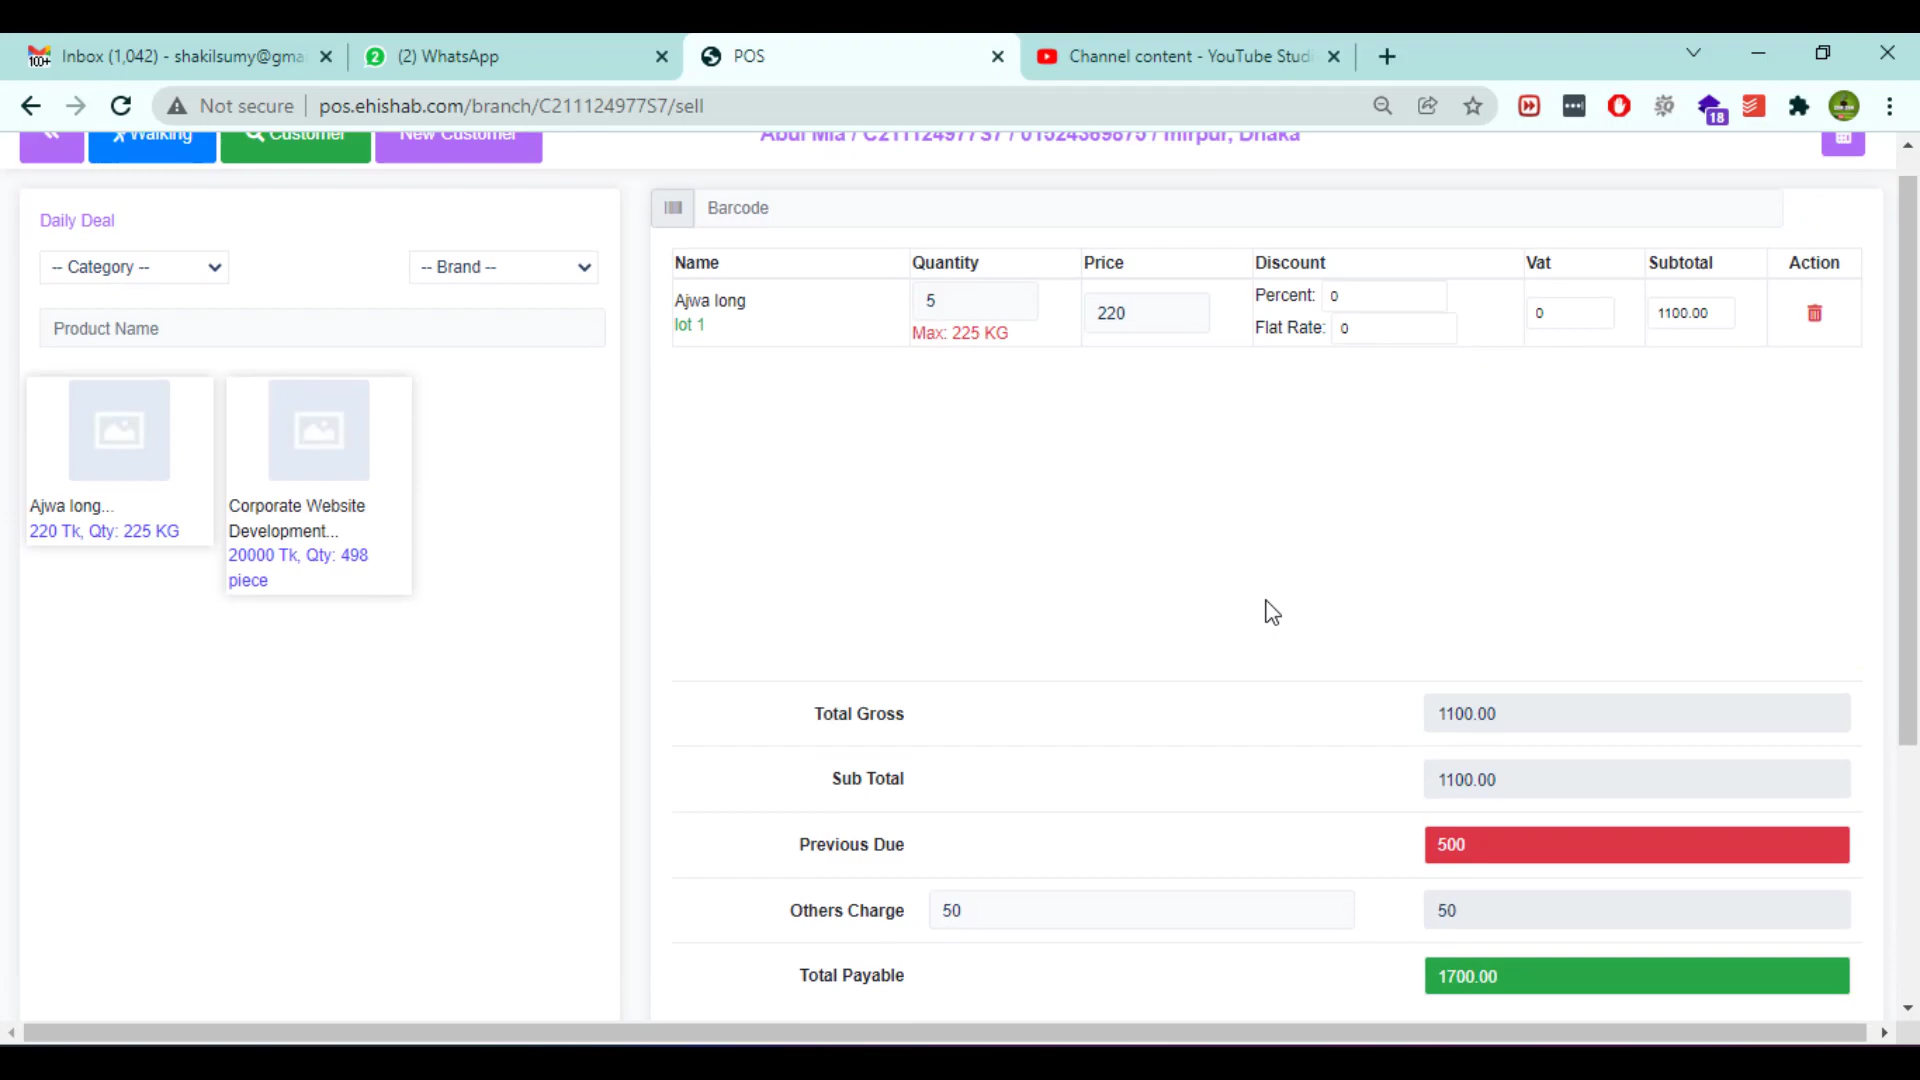 Inbox (1,042) - shakilsumy@gma
(2) WhatsApp
POS
Channel content - YouTube Studi
Not secure
pos.ehishab.com/branch/C211124977S7/sell
18
Walking
Customer
New Customer
Abul Mia / C211124977S7 / 01524369875 / mirpur, Dhaka
Daily Deal
-- Category --
-- Brand --
Product Name
Ajwa long...
220 Tk, Qty: 225 KG
Corporate Website
Development...
20000 Tk, Qty: 498
piece
Barcode
Name Quantity Price Discount Vat Subtotal Action
Ajwa long
lot 1
5
Max: 225 KG
220
Percent: 0
Flat Rate: 0
0
1100.00
Total Gross 1100.00
Sub Total 1100.00
Previous Due 500
Others Charge 50 50
Total Payable 1700.00